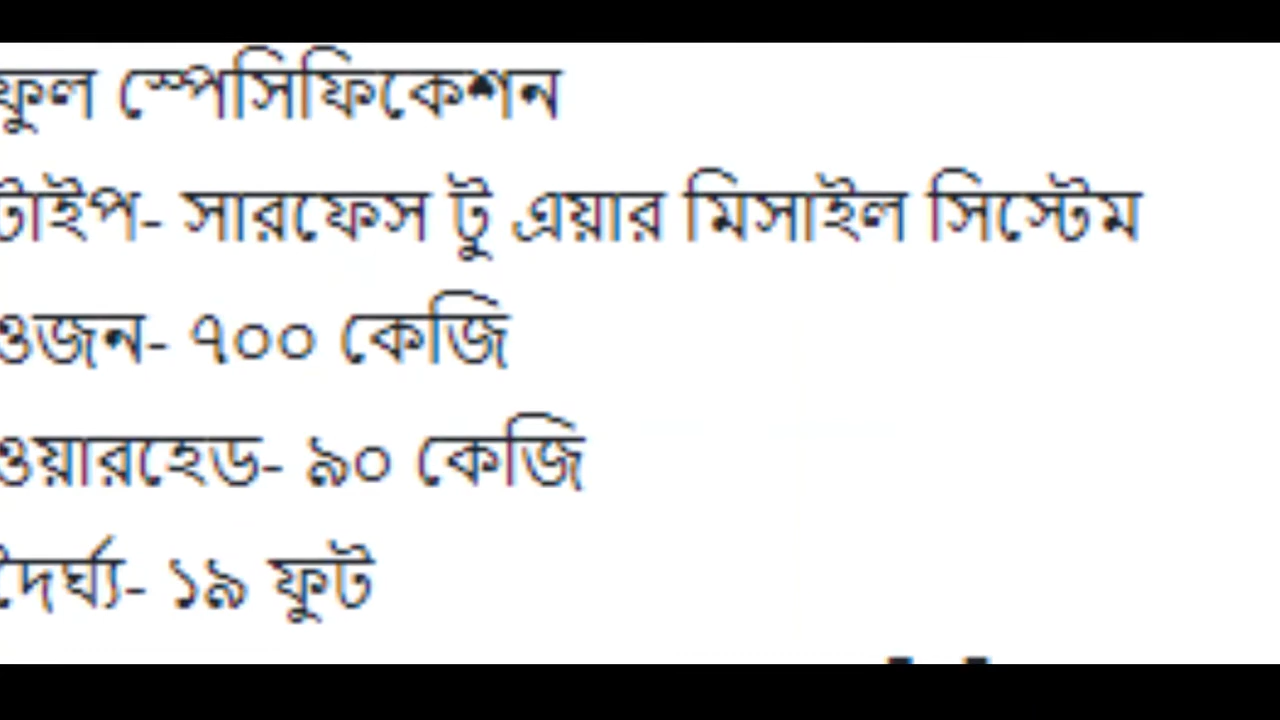 ফুল স্পেসিফিকেশন
টাইপ- সারফেস টু এয়ার মিসাইল সিস্টেম
ওজন- ৭০০ কেজি
ওয়ারহেড- ৯০ কেজি
দৈর্ঘ্য- ১৯ ফুট